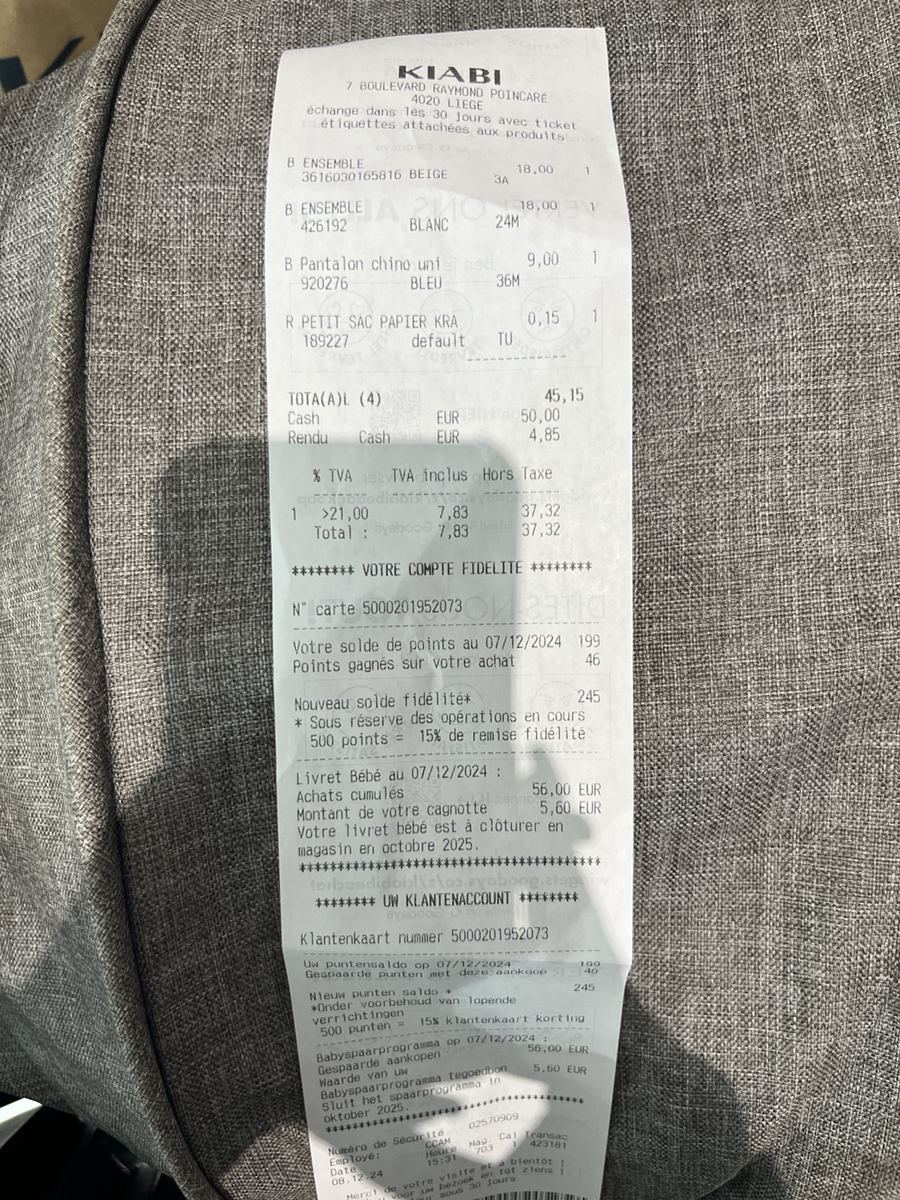 KIABI
7 BOULEVARD RAYMOND POINCARÉ
4020 LIEGE
échange dans les 30 jours avec ticket
étiquettes attachées aux produits
B ENSEMBLE 18,00 1
3616030165816 BEIGE 3A
B ENSEMBLE 18,00 1
426192 BLANC 24M
B Pantalon chino uni 9,00 1
920276 BLEU 36M
R PETIT SAC PAPIER KRA 0,15 1
189227 default TU
TOTA(A)L (4) 45,15
Cash EUR 50,00
Rendu Cash EUR 4,85
% TVA TVA inclus Hors Taxe
1 >21,00 7,83 37,32
Total : 7,83 37,32
******** VOTRE COMPTE FIDELITE ********
N° carte 5000201952073
Votre solde de points au 07/12/2024 199
Points gagnés sur votre achat 46
Nouveau solde fidélité* 245
* Sous réserve des opérations en cours
500 points = 15% de remise fidélité
Livret Bébé au 07/12/2024 :
Achats cumulés 56,00 EUR
Montant de votre cagnotte 5,60 EUR
Votre livret bébé est à clôturer en
magasin en octobre 2025.
***************************************
******** UW KLANTENACCOUNT ********
Klantenkaart nummer 5000201952073
Uw puntensaldo op 07/12/2024 199
Gespaarde punten met deze aankoop 46
Nieuw punten saldo * 245
*Onder voorbehoud van lopende
verrichtingen
500 punten = 15% klantenkaart korting
Babyspaarprogramma op 07/12/2024 :
Gespaarde aankopen 56,00 EUR
Waarde van uw
Babyspaarprogramma tegoedbon 5,60 EUR
Sluit het spaarprogramma in
oktober 2025.
***************************************
Numéro de Sécurité 02570909
Employé: CCAM
Date Heure Mag Cai Transac
08.12.24 15:31 703 1 423161
Merci de votre visite et à bientôt !
voor uw bezoek en tot ziens !
sous 30 jours